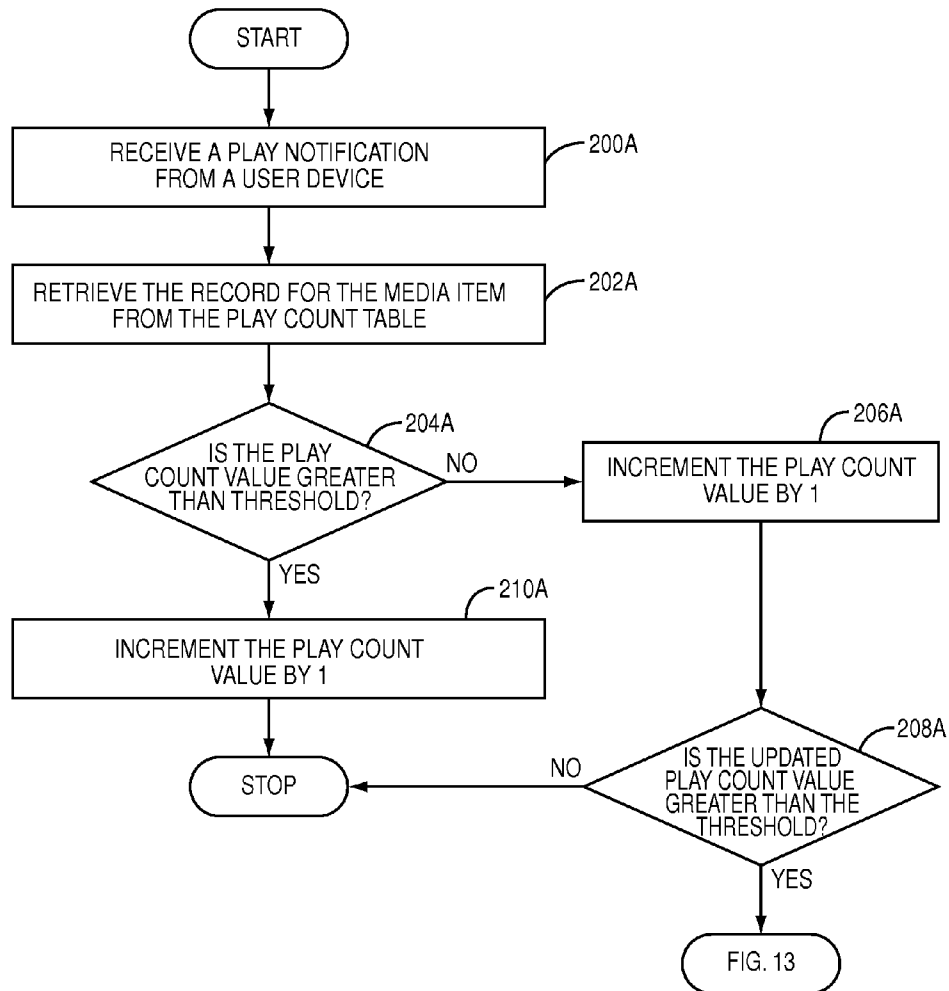 START
RECEIVE A PLAY NOTIFICATION
FROM A USER DEVICE
200A
RETRIEVE THE RECORD FOR THE MEDIA ITEM
FROM THE PLAY COUNT TABLE
202A
IS THE PLAY
COUNT VALUE GREATER
THAN THRESHOLD?
204A
NO
INCREMENT THE PLAY COUNT
VALUE BY 1
206A
YES
INCREMENT THE PLAY COUNT
VALUE BY 1
210A
STOP
NO
IS THE UPDATED
PLAY COUNT VALUE
GREATER THAN THE
THRESHOLD?
208A
YES
FIG. 13